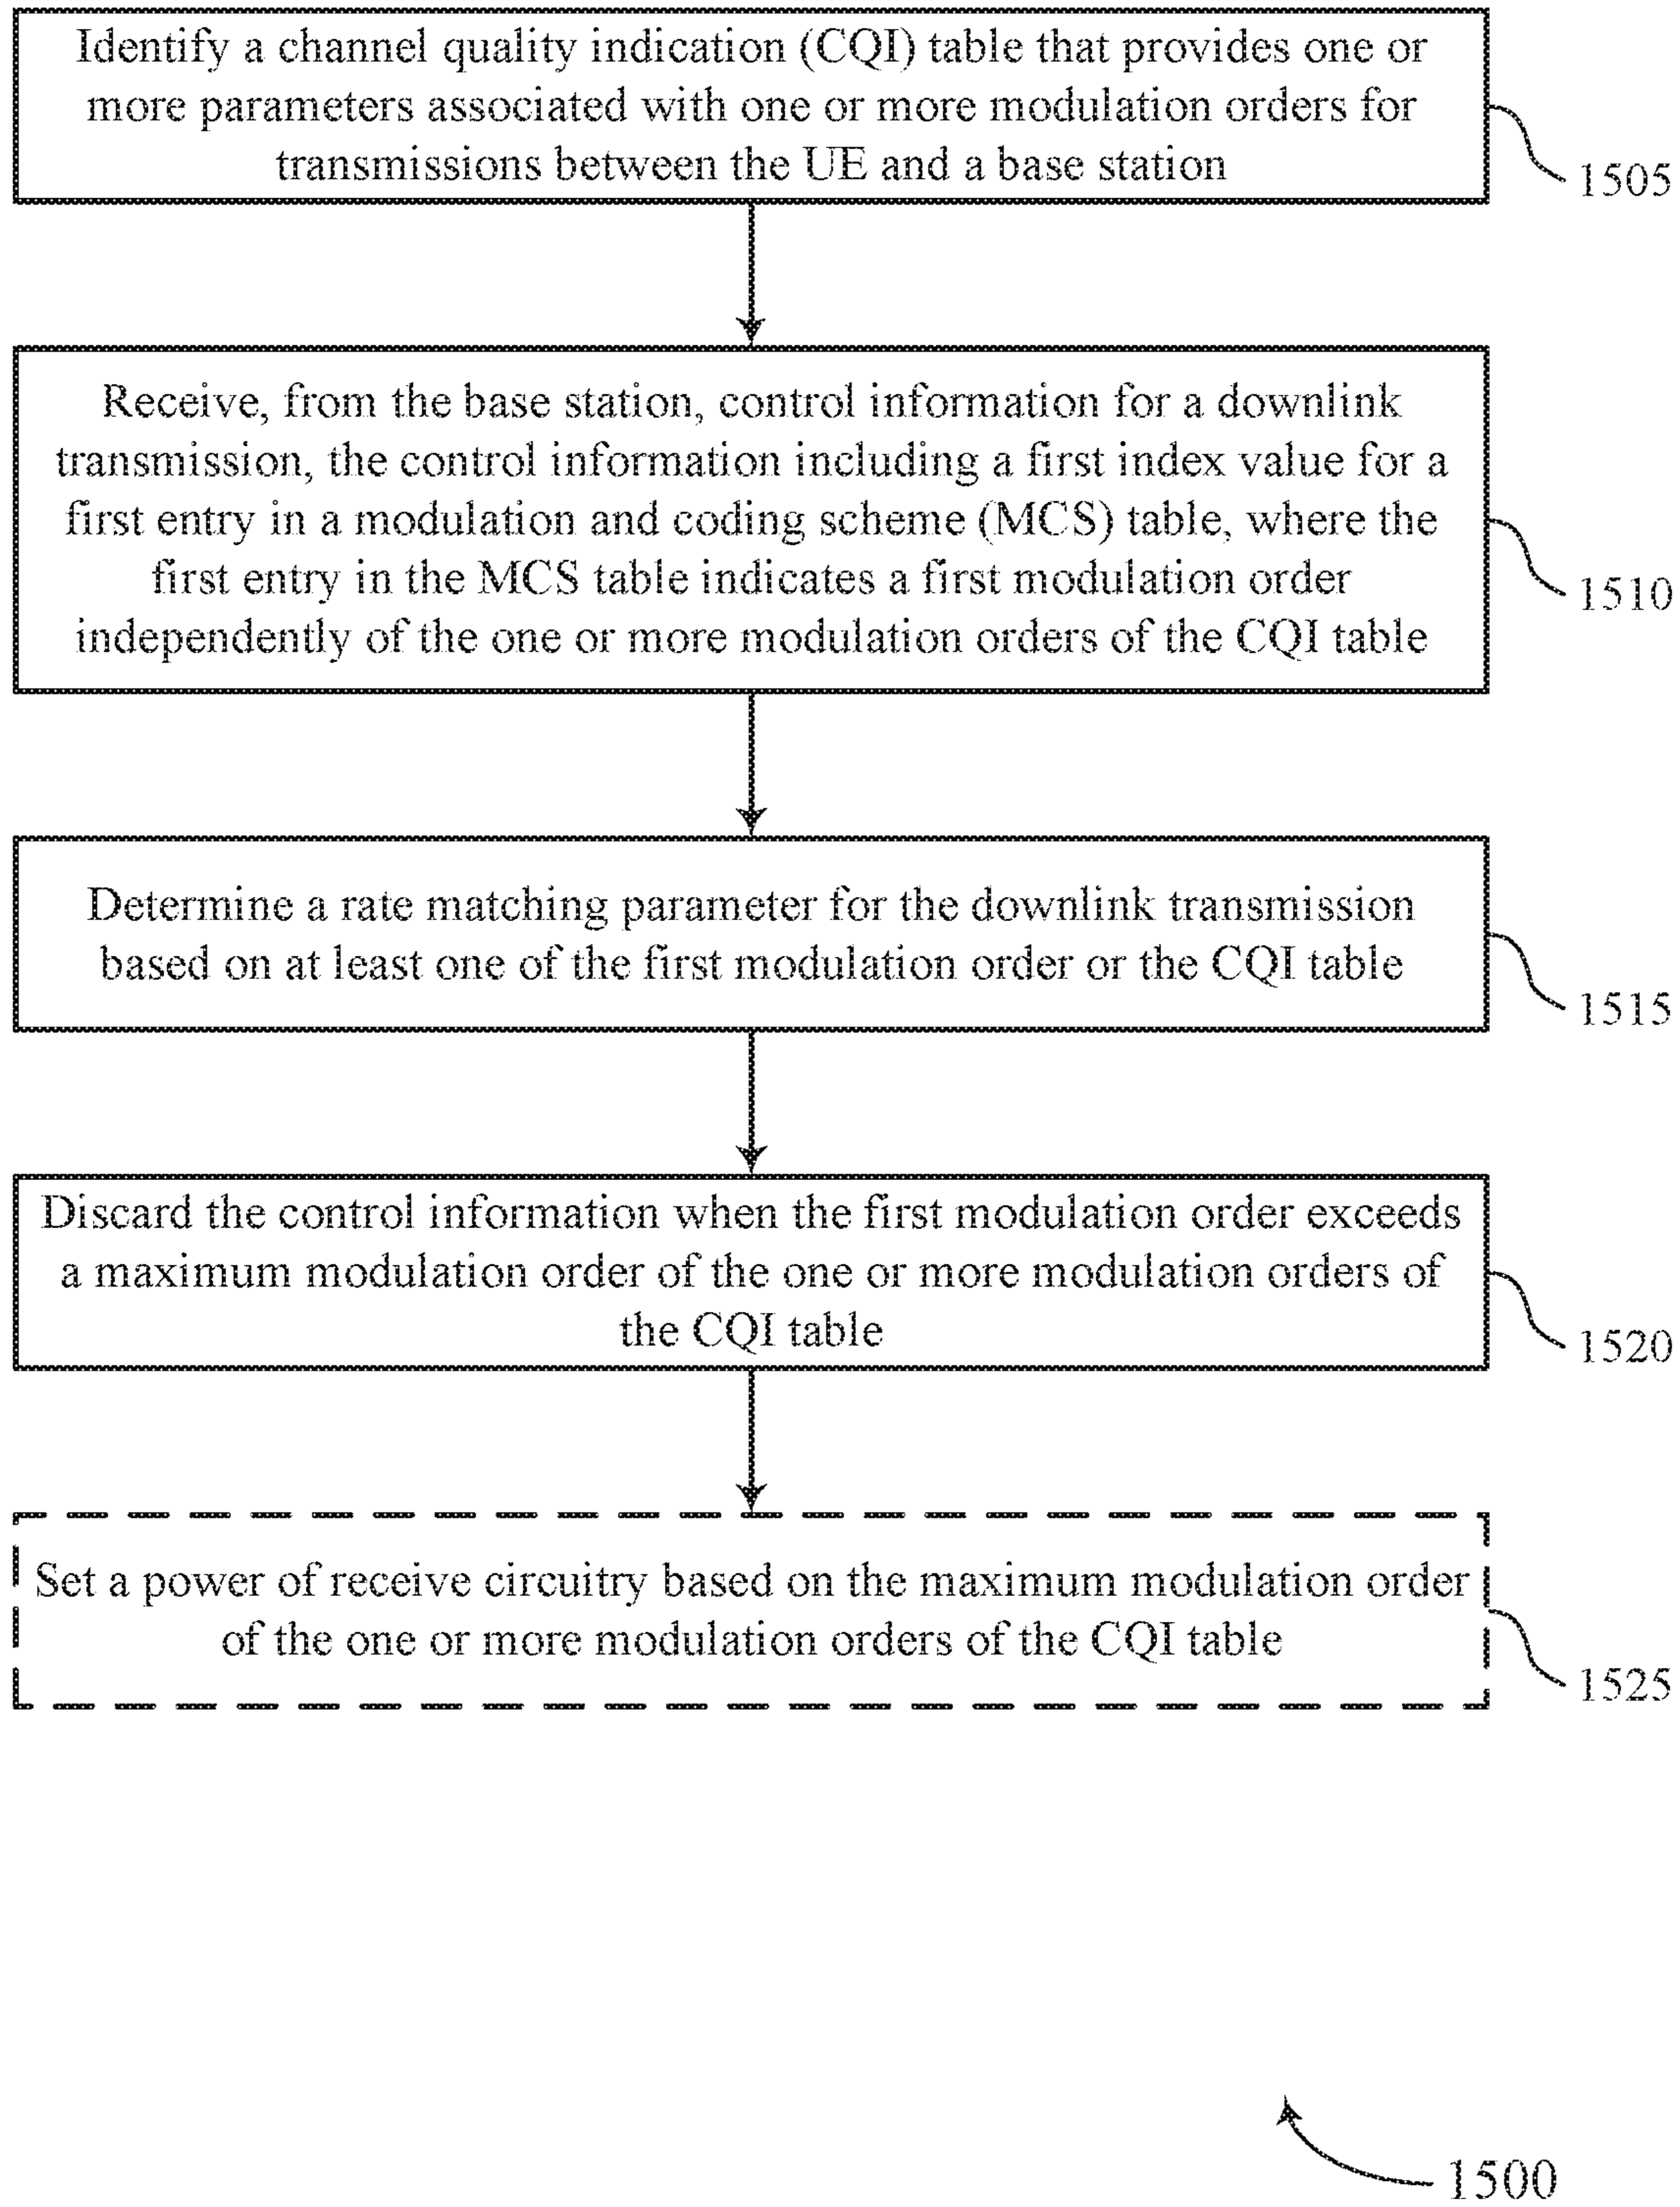 Identify a channel quality indication (CQI) table that provides one or
more parameters associated with one or more modulation orders for
transmissions between the UE and a base station
1505
Receive, from the base station, control information for a downlink
transmission, the control information including a first index value for a
first entry in a modulation and coding scheme (MCS) table, where the
first entry in the MCS table indicates a first modulation order
independently of the one or more modulation orders of the CQI table
1510
Determine a rate matching parameter for the downlink transmission
based on at least one of the first modulation order or the CQI table
1515
Discard the control information when the first modulation order exceeds
a maximum modulation order of the one or more modulation orders of
the CQI table
1520
Set a power of receive circuitry based on the maximum modulation order
of the one or more modulation orders of the CQI table
1525
1500